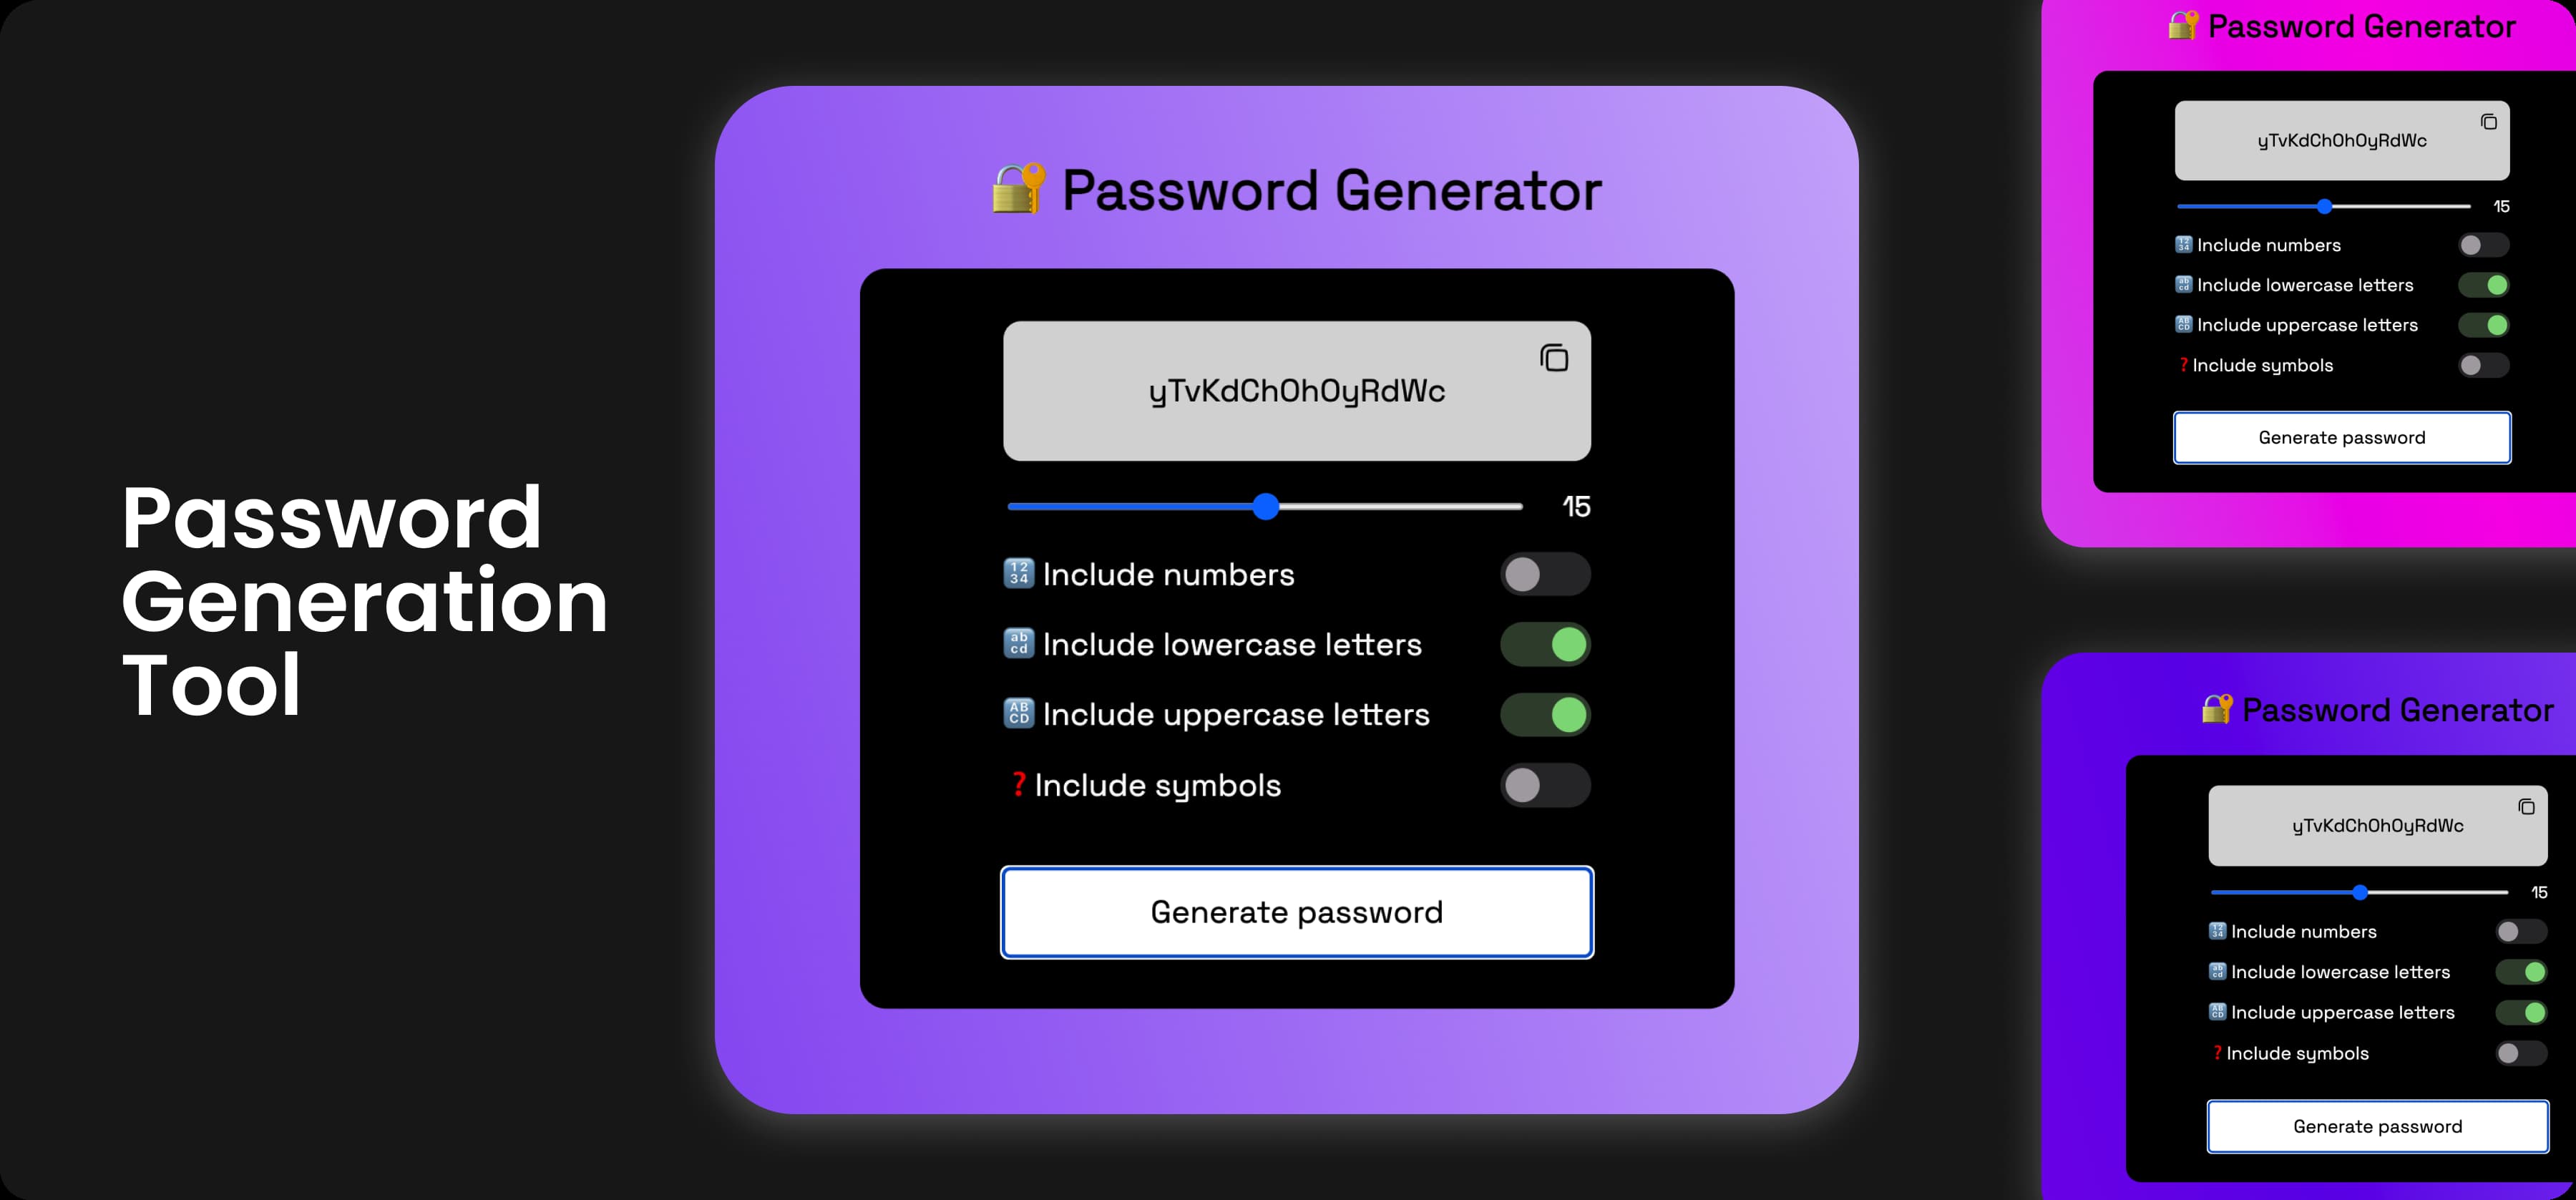 Password
Generation
Tool
🔐 Password Generator
yTvKdChOhOyRdWc
15
🔢 Include numbers
🔡 Include lowercase letters
🔠 Include uppercase letters
❓ Include symbols
Generate password
🔐 Password Generator
yTvKdChOhOyRdWc
15
🔢 Include numbers
🔡 Include lowercase letters
🔠 Include uppercase letters
❓ Include symbols
Generate password
🔐 Password Generator
yTvKdChOhOyRdWc
15
🔢 Include numbers
🔡 Include lowercase letters
🔠 Include uppercase letters
❓ Include symbols
Generate password